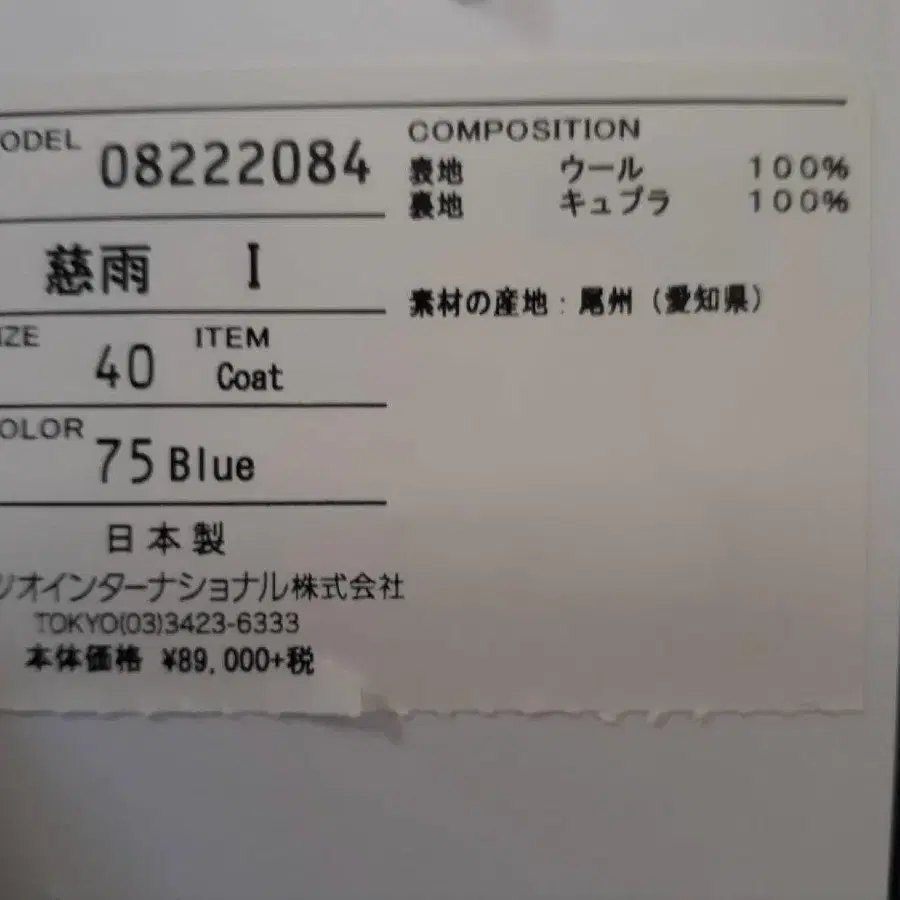 ODEL 08222084
慈雨 I
IZE 40 ITEM Coat
OLOR 75 Blue
日本製
ツオインターナショナル株式会社
TOKYO(03)3423-6333
本体価格 ¥89,000+税
COMPOSITION
表地 ウール 100%
裏地 キュプラ 100%
素材の産地：尾州（愛知県）